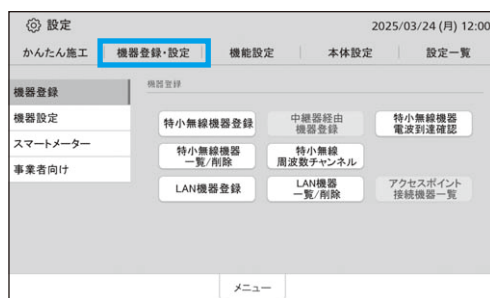 設定
2025/03/24 (月) 12:00
かんたん施工 機器登録・設定 機能設定 本体設定 設定一覧
機器登録
機器設定
スマートメーター
事業者向け
機器登録
特小無線機器登録
中継器経由
機器登録
特小無線機器
電波到達確認
特小無線機器
一覧/削除
特小無線
周波数チャンネル
LAN機器登録
LAN機器
一覧/削除
アクセスポイント
接続機器一覧
メニュー